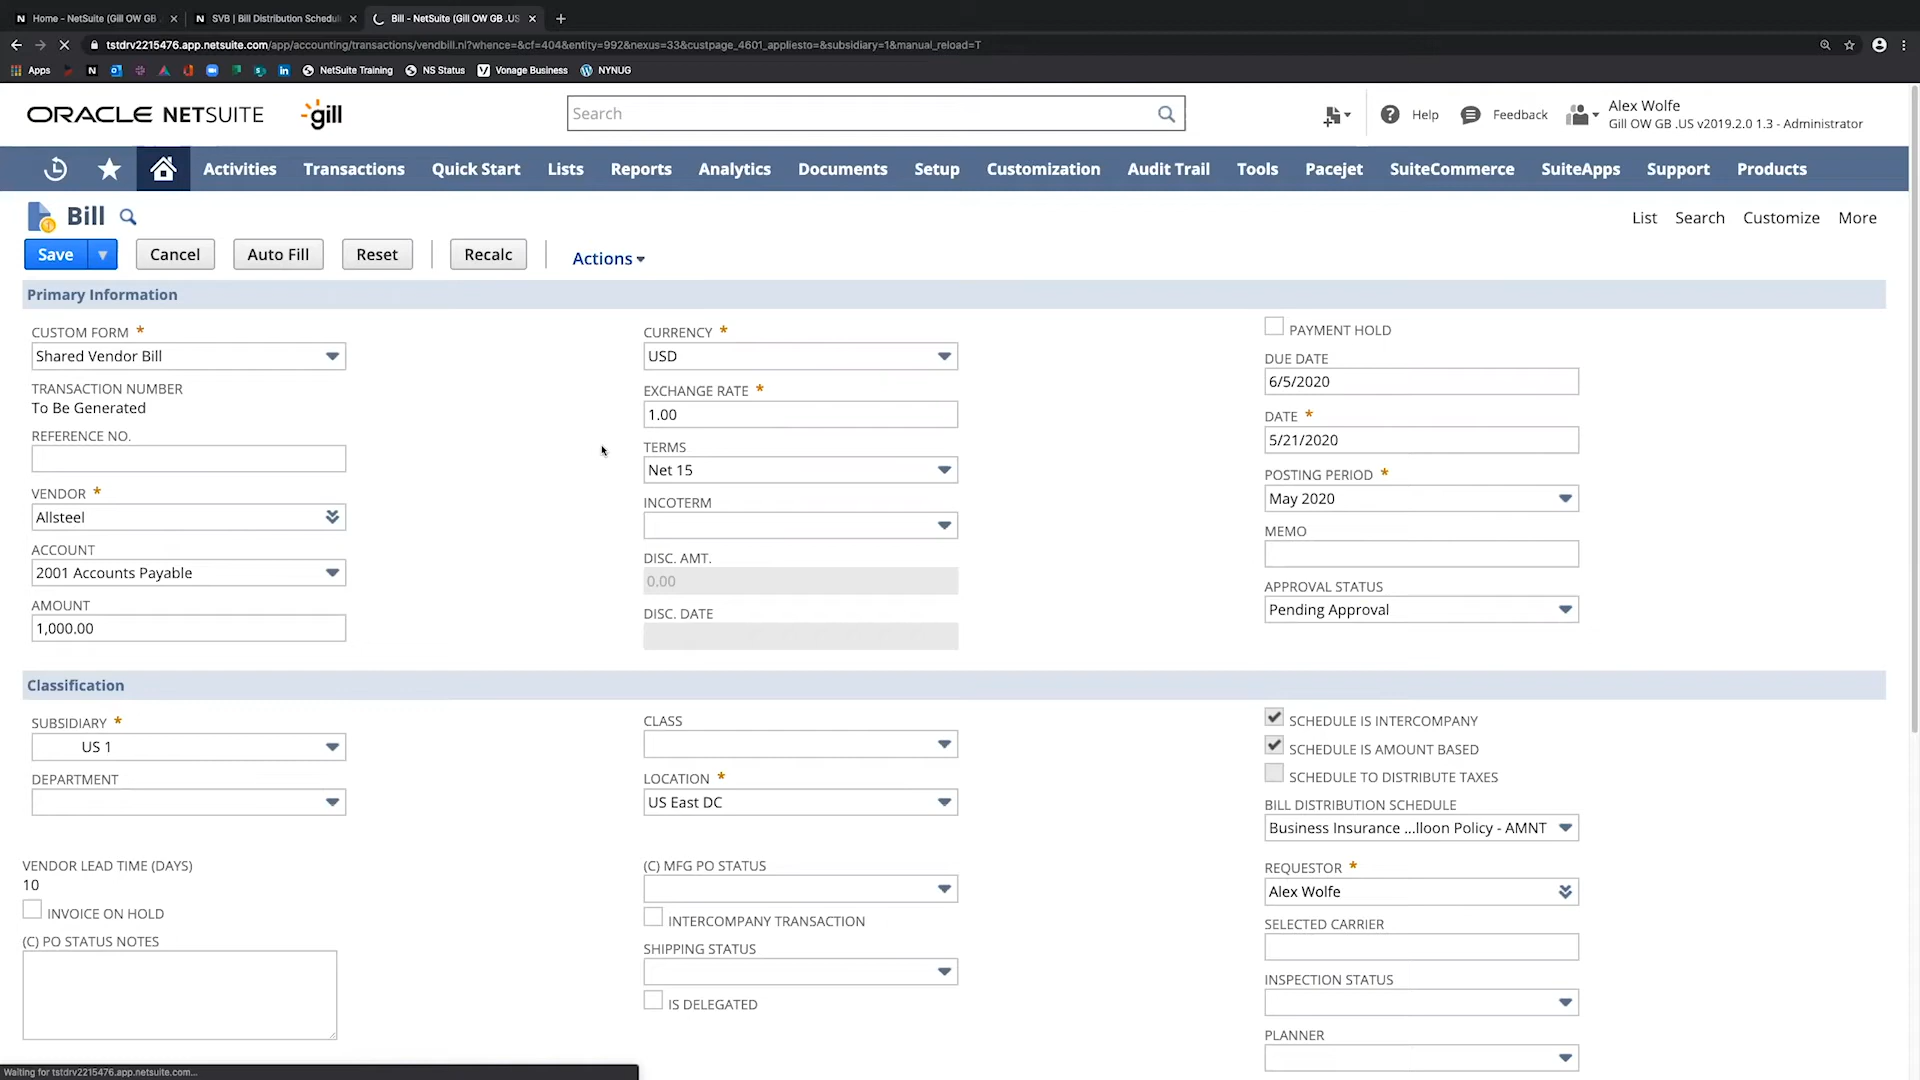 Home - NetSuite (Gill OW GB
SVB | Bill Distribution Schedul
Bill - NetSuite (Gill OW GB .US
tstdrv2215476.app.netsuite.com/app/accounting/transactions/vendbill.nl?whence=&cf=404&entity=992&nexus=33&custpage_4601_appliesto=&subsidiary=1&manual_reload=T
Apps
NetSuite Training
NS Status
Vonage Business
NYNUG
ORACLE NETSUITE
gill
Search
Help
Feedback
Alex Wolfe
Gill OW GB .US v2019.2.0 1.3 - Administrator
Activities Transactions Quick Start Lists Reports Analytics Documents Setup Customization Audit Trail Tools Pacejet SuiteCommerce SuiteApps Support Products
Bill
List Search Customize More
Save Cancel Auto Fill Reset Recalc Actions
Primary Information
CUSTOM FORM *
Shared Vendor Bill
TRANSACTION NUMBER
To Be Generated
REFERENCE NO.
VENDOR *
Allsteel
ACCOUNT
2001 Accounts Payable
AMOUNT
1,000.00
CURRENCY *
USD
EXCHANGE RATE *
1.00
TERMS
Net 15
INCOTERM
DISC. AMT.
0.00
DISC. DATE
PAYMENT HOLD
DUE DATE
6/5/2020
DATE *
5/21/2020
POSTING PERIOD *
May 2020
MEMO
APPROVAL STATUS
Pending Approval
Classification
SUBSIDIARY *
US 1
DEPARTMENT
CLASS
LOCATION *
US East DC
SCHEDULE IS INTERCOMPANY
SCHEDULE IS AMOUNT BASED
SCHEDULE TO DISTRIBUTE TAXES
BILL DISTRIBUTION SCHEDULE
Business Insurance ...lloon Policy - AMNT
VENDOR LEAD TIME (DAYS)
10
INVOICE ON HOLD
(C) PO STATUS NOTES
(C) MFG PO STATUS
INTERCOMPANY TRANSACTION
SHIPPING STATUS
IS DELEGATED
REQUESTOR *
Alex Wolfe
SELECTED CARRIER
INSPECTION STATUS
PLANNER
Waiting for tstdrv2215476.app.netsuite.com...